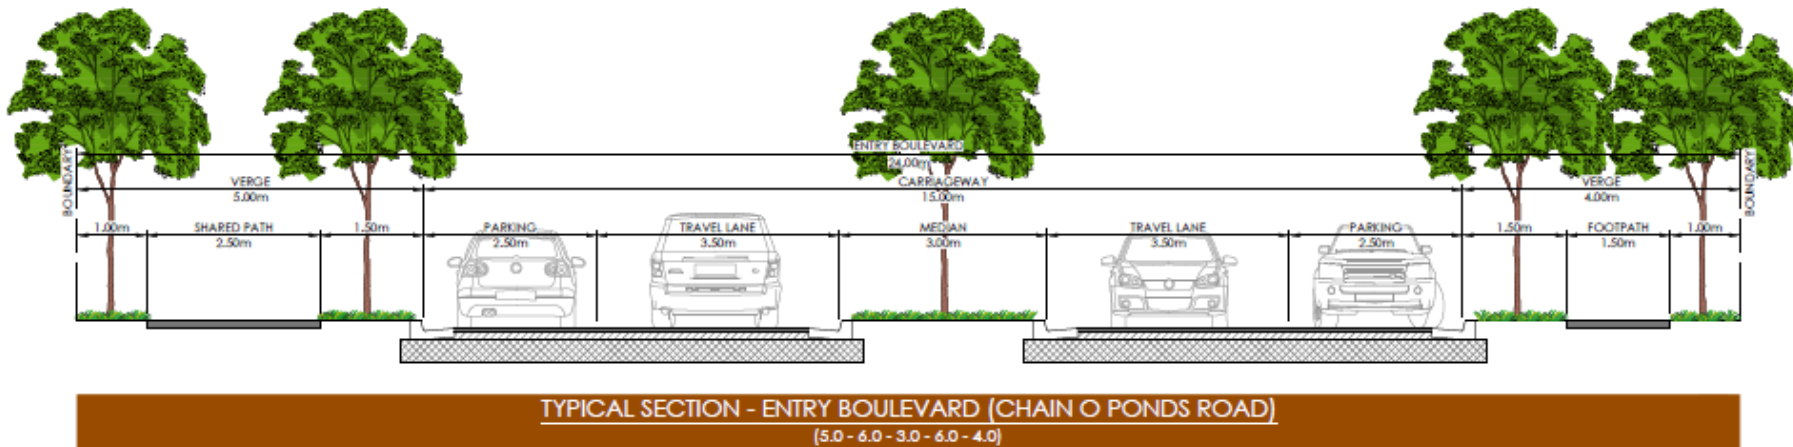 ENTRY BOULEVARD
24.00m
BOUNDARY
VERGE
5.00m
CARRIAGEWAY
15.00m
VERGE
4.00m
BOUNDARY
1.00m
SHARED PATH
2.50m
1.50m
PARKING
2.50m
TRAVEL LANE
3.50m
MEDIAN
3.00m
TRAVEL LANE
3.50m
PARKING
2.50m
1.50m
FOOTPATH
1.50m
1.00m
TYPICAL SECTION - ENTRY BOULEVARD (CHAIN O PONDS ROAD)
(5.0 - 6.0 - 3.0 - 6.0 - 4.0)